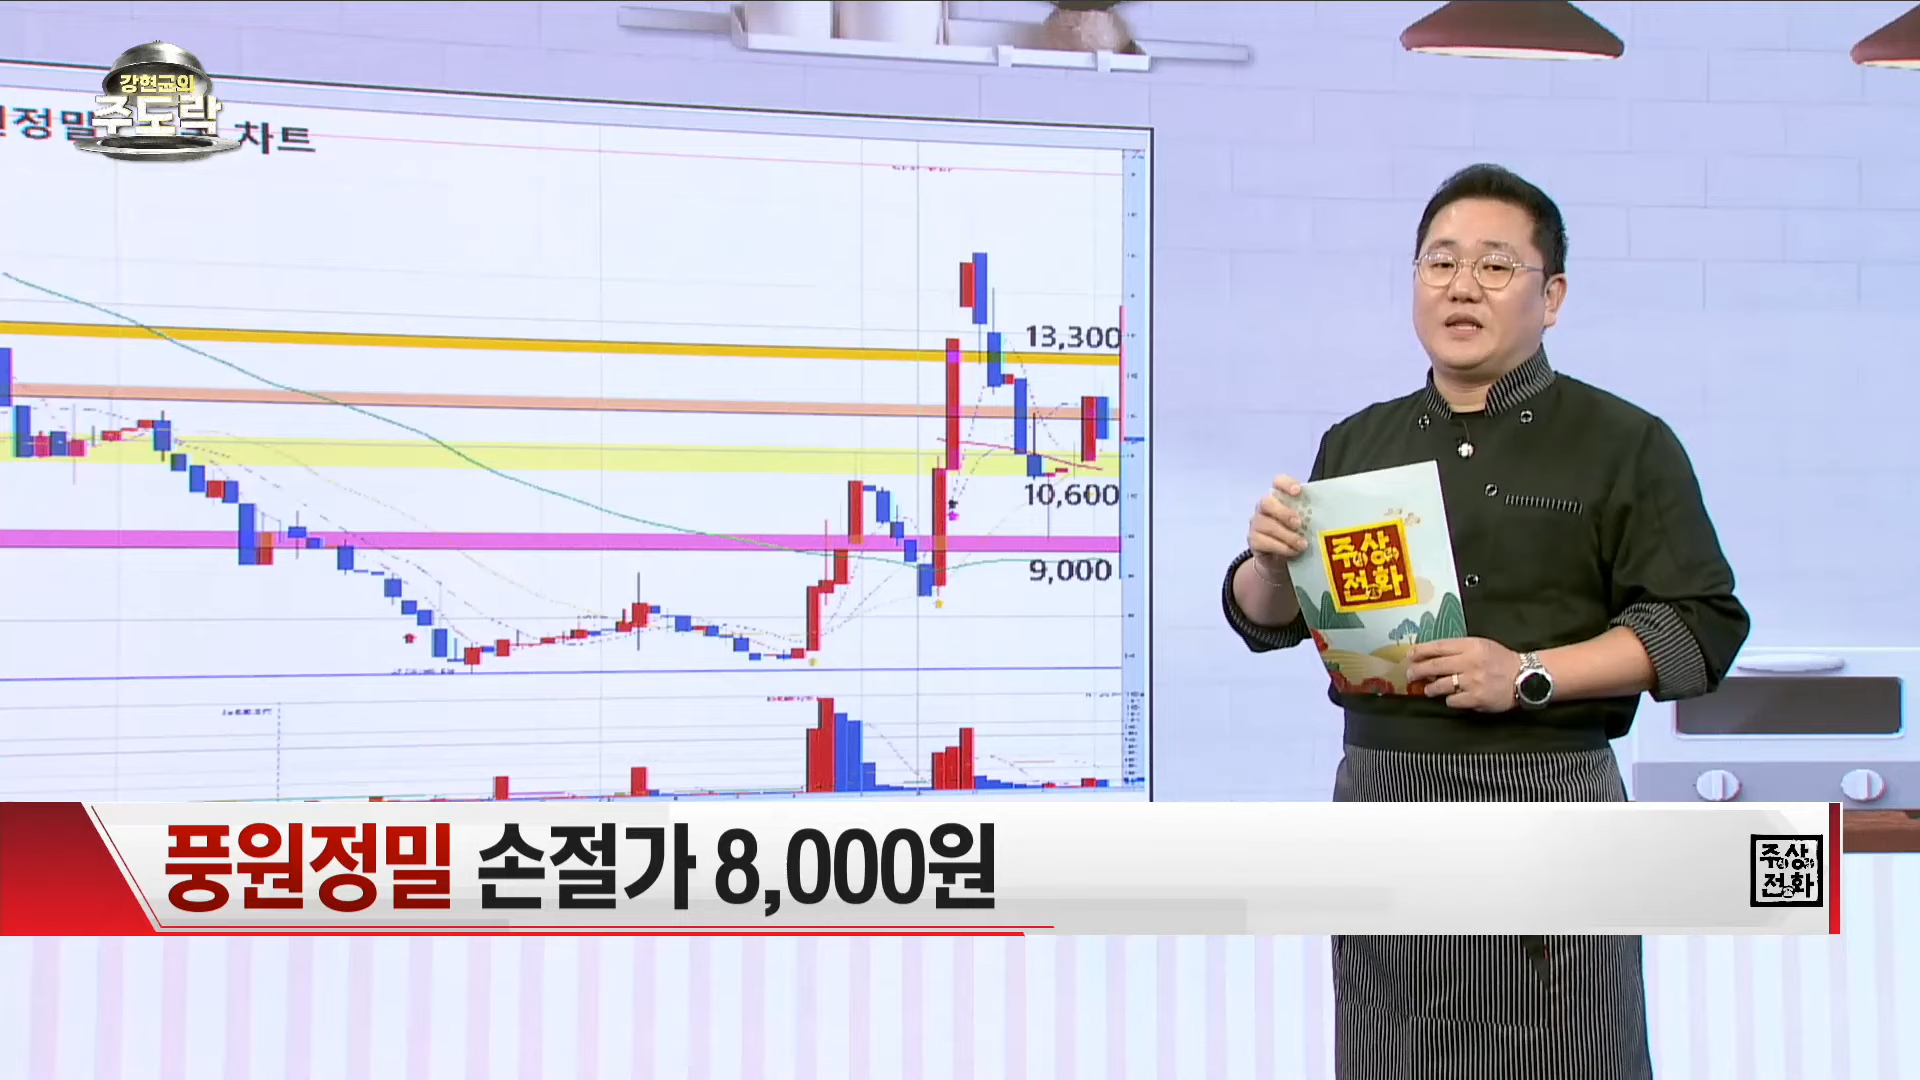 강현균의
주도락
정밀
차트
13,300
10,600
9,000
주상
전화
풍원정밀 손절가 8,000원
주상
전화